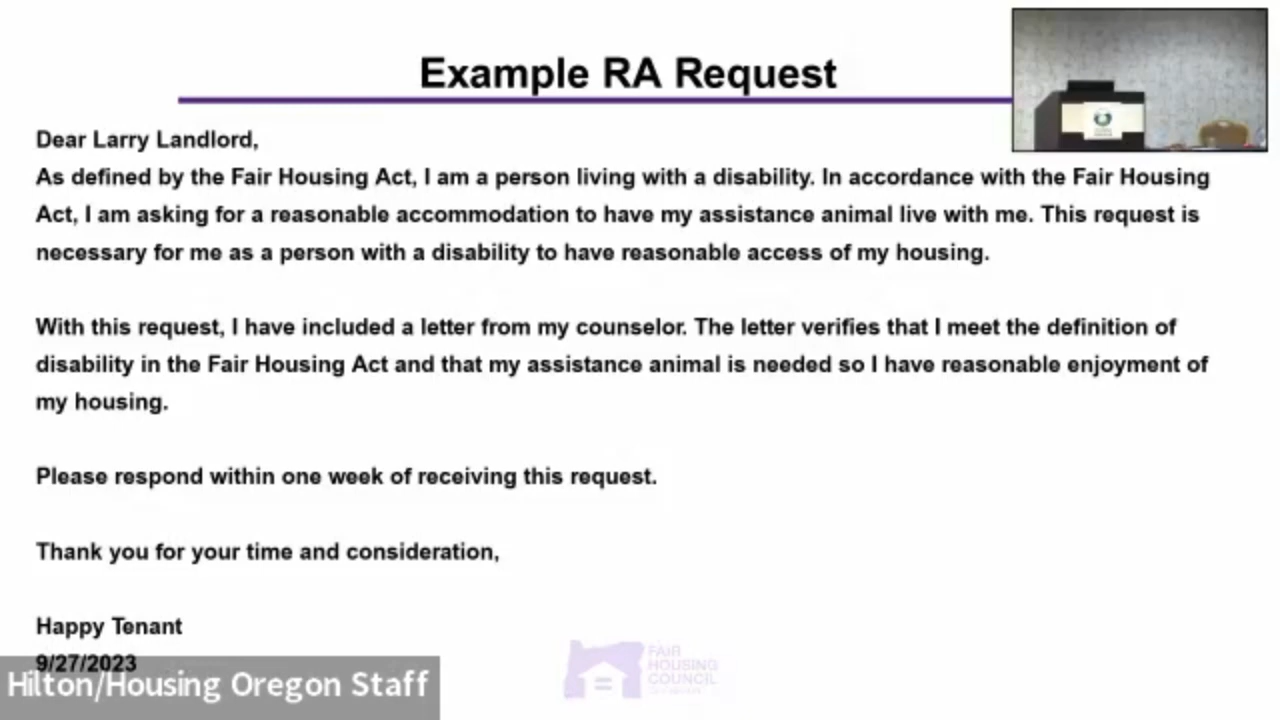 Example RA Request
Dear Larry Landlord,
As defined by the Fair Housing Act, I am a person living with a disability. In accordance with the Fair Housing
Act, I am asking for a reasonable accommodation to have my assistance animal live with me. This request is
necessary for me as a person with a disability to have reasonable access of my housing.
With this request, I have included a letter from my counselor. The letter verifies that I meet the definition of
disability in the Fair Housing Act and that my assistance animal is needed so I have reasonable enjoyment of
my housing.
Please respond within one week of receiving this request.
Thank you for your time and consideration,
Happy Tenant
9/27/2023
Hilton/Housing Oregon Staff
FAIR
HOUSING
COUNCIL